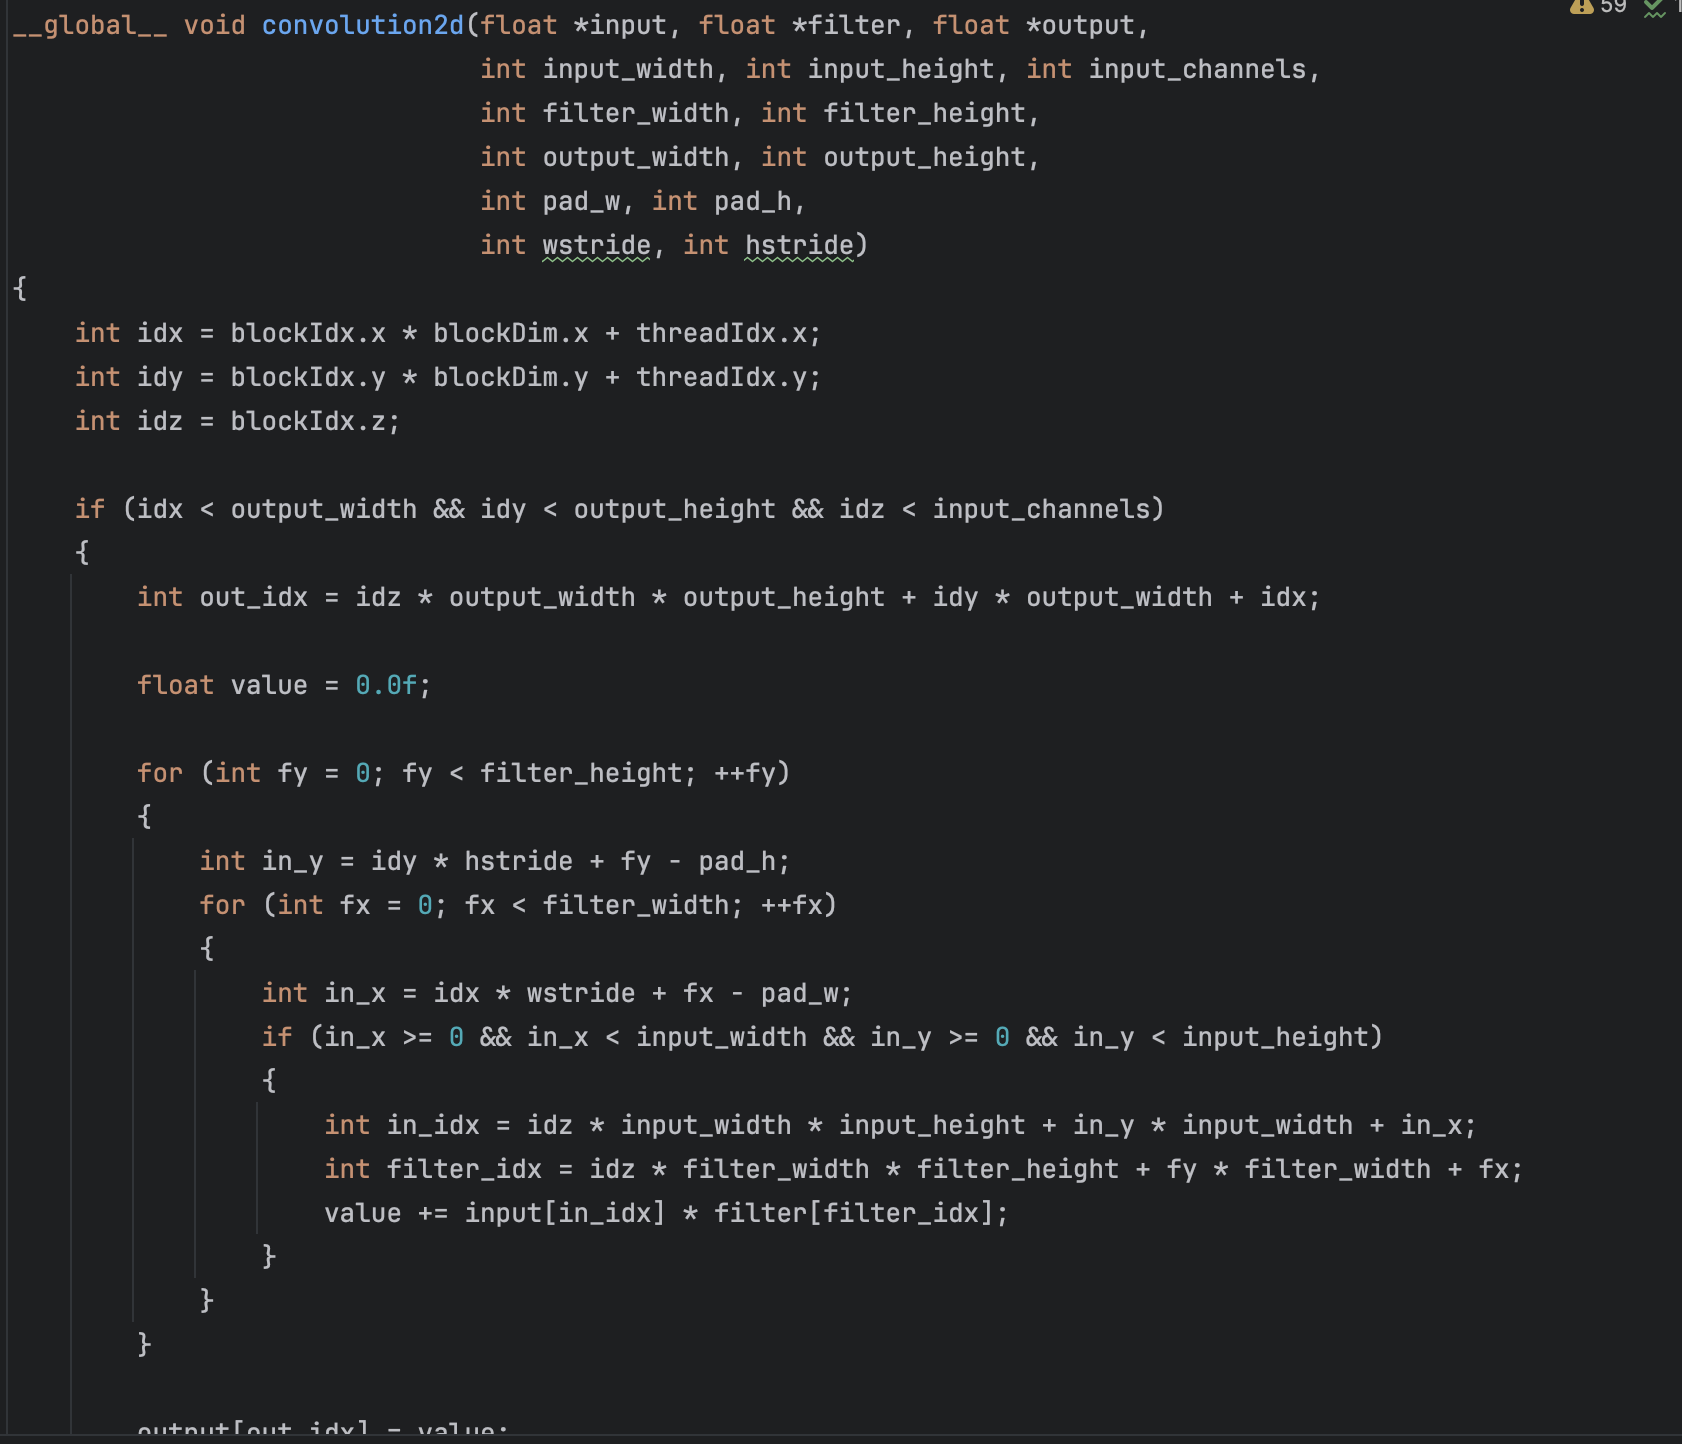 59
__global__ void convolution2d(float *input, float *filter, float *output,
int input_width, int input_height, int input_channels,
int filter_width, int filter_height,
int output_width, int output_height,
int pad_w, int pad_h,
int wstride, int hstride)
{
int idx = blockIdx.x * blockDim.x + threadIdx.x;
int idy = blockIdx.y * blockDim.y + threadIdx.y;
int idz = blockIdx.z;
if (idx < output_width && idy < output_height && idz < input_channels)
{
int out_idx = idz * output_width * output_height + idy * output_width + idx;
float value = 0.0f;
for (int fy = 0; fy < filter_height; ++fy)
{
int in_y = idy * hstride + fy - pad_h;
for (int fx = 0; fx < filter_width; ++fx)
{
int in_x = idx * wstride + fx - pad_w;
if (in_x >= 0 && in_x < input_width && in_y >= 0 && in_y < input_height)
{
int in_idx = idz * input_width * input_height + in_y * input_width + in_x;
int filter_idx = idz * filter_width * filter_height + fy * filter_width + fx;
value += input[in_idx] * filter[filter_idx];
}
}
}
output[out_idx] = value;